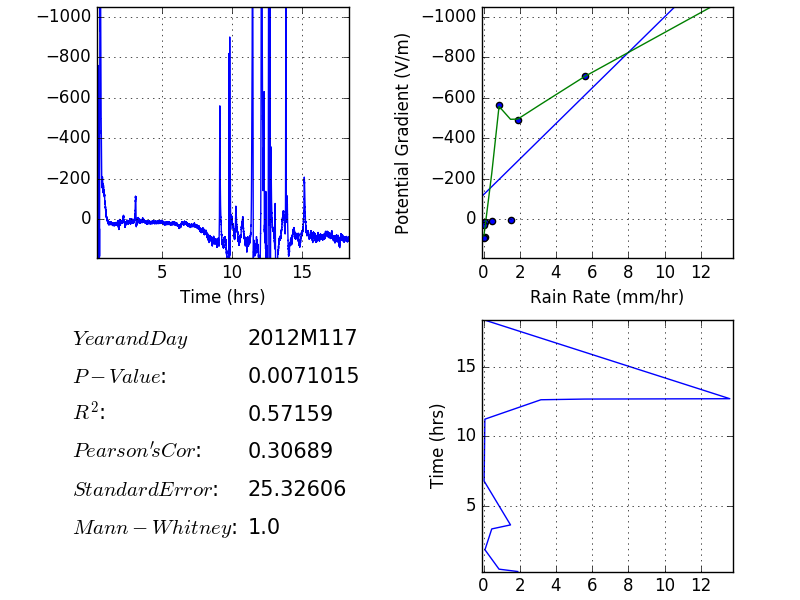 −1000
−800
−600
−400
−200
0
5 10 15
Time (hrs)
Potential Gradient (V/m)
−1000
−800
−600
−400
−200
0
0 2 4 6 8 10 12
Rain Rate (mm/hr)
YearandDay 2012M117
P−Value: 0.0071015
R²: 0.57159
Pearson'sCor: 0.30689
StandardError: 25.32606
Mann−Whitney: 1.0
Time (hrs)
15
10
5
0 2 4 6 8 10 12